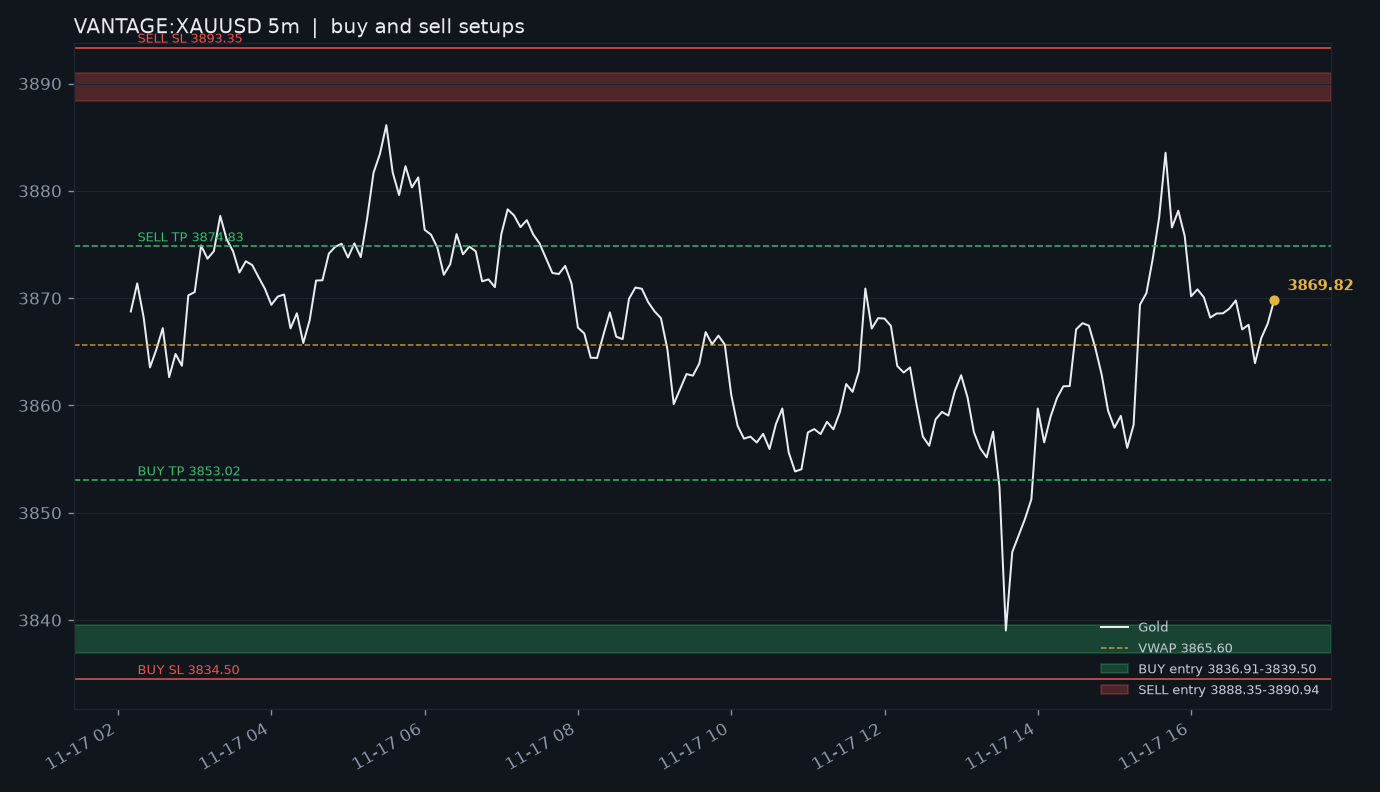 VANTAGE:XAUUSD 5m | buy and sell setups
SELL SL 3893.35
3890
3880
SELL TP 3874.83
3870
3869.82
3860
BUY TP 3853.02
3850
3840
Gold
VWAP 3865.60
BUY SL 3834.50
BUY entry 3836.91-3839.50
SELL entry 3888.35-3890.94
11-17 02
11-17 04
11-17 06
11-17 08
11-17 10
11-17 12
11-17 14
11-17 16